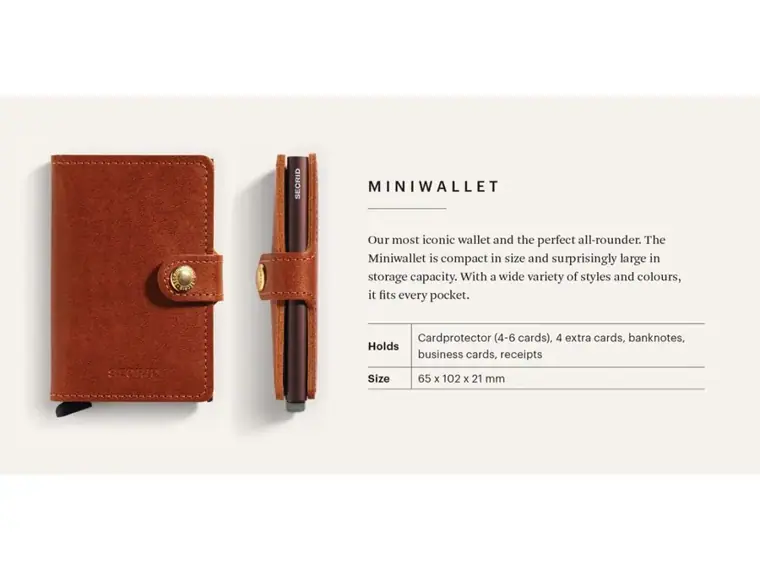 SECRID
SECRID
MINIWALLET
Our most iconic wallet and the perfect all-rounder. The
Miniwallet is compact in size and surprisingly large in
storage capacity. With a wide variety of styles and colours,
it fits every pocket.
Holds
Cardprotector (4-6 cards), 4 extra cards, banknotes,
business cards, receipts
Size
65 x 102 x 21 mm